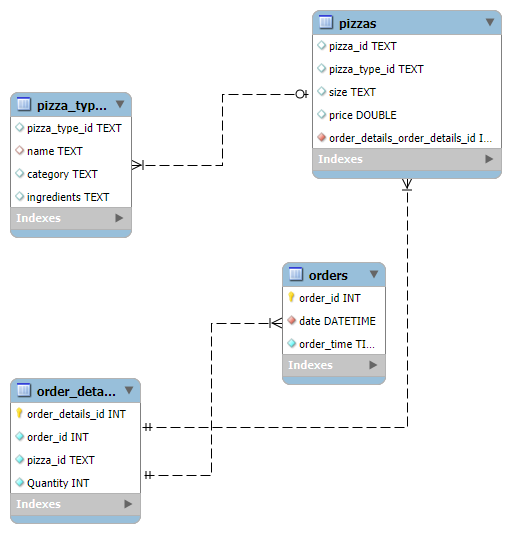 pizzas
pizza_id TEXT
pizza_type_id TEXT
size TEXT
price DOUBLE
order_details_order_details_id I...
Indexes
pizza_typ...
pizza_type_id TEXT
name TEXT
category TEXT
ingredients TEXT
Indexes
orders
order_id INT
date DATETIME
order_time TI...
Indexes
order_deta...
order_details_id INT
order_id INT
pizza_id TEXT
Quantity INT
Indexes